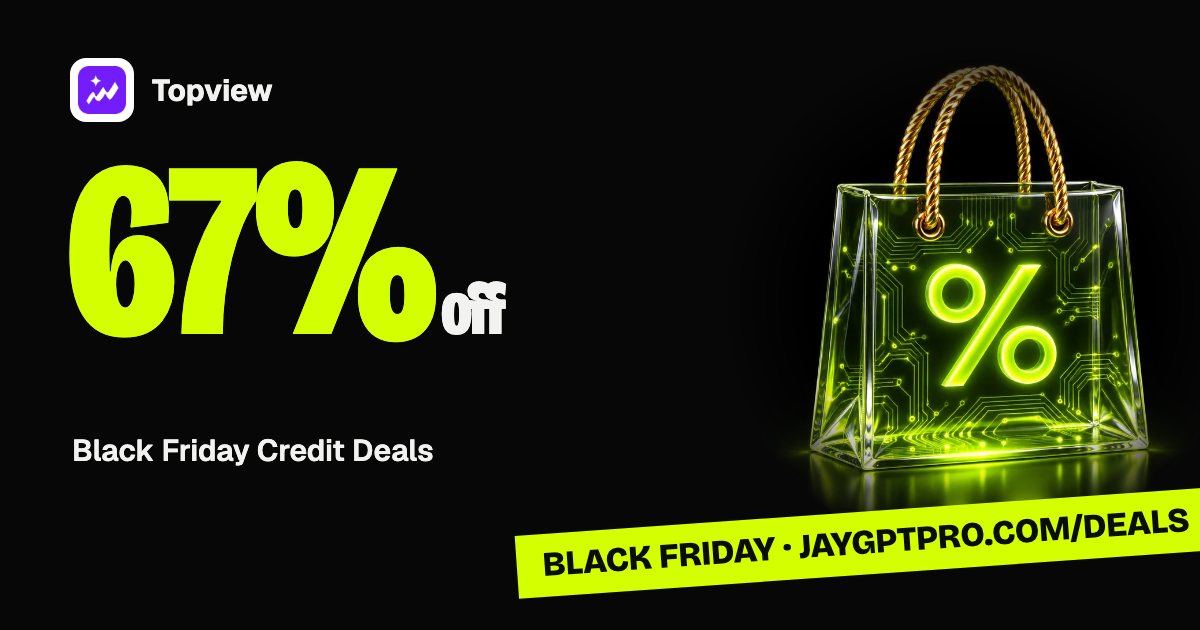 Topview
67% off
Black Friday Credit Deals
%
BLACK FRIDAY · JAYGPTPRO.COM/DEALS